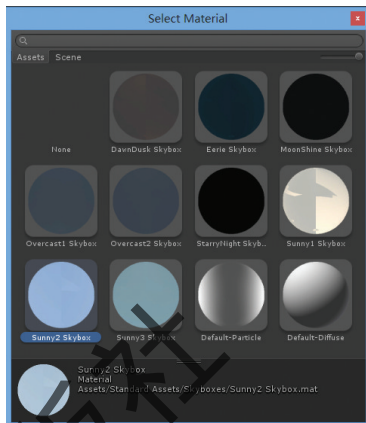 Select Material
x
Assets Scene
None DawnDusk Skybox Eerie Skybox MoonShine Skybox
Overcast1 Skybox Overcast2 Skybox StarryNight Skyb... Sunny1 Skybox
Sunny2 Skybox Sunny3 Skybox Default-Particle Default-Diffuse
Sunny2 Skybox
Material
Assets/Standard Assets/Skyboxes/Sunny2 Skybox.mat
社